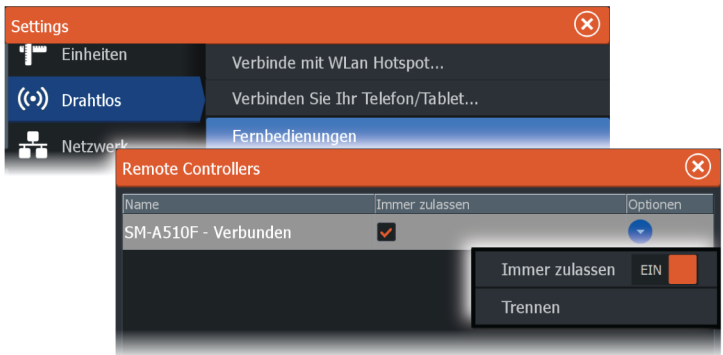 Settings
Einheiten
Verbinde mit WLan Hotspot...
Drahtlos
Verbinden Sie Ihr Telefon/Tablet...
Netzwerk
Fernbedienungen
Remote Controllers
Name Immer zulassen Optionen
SM-A510F - Verbunden
Immer zulassen EIN
Trennen